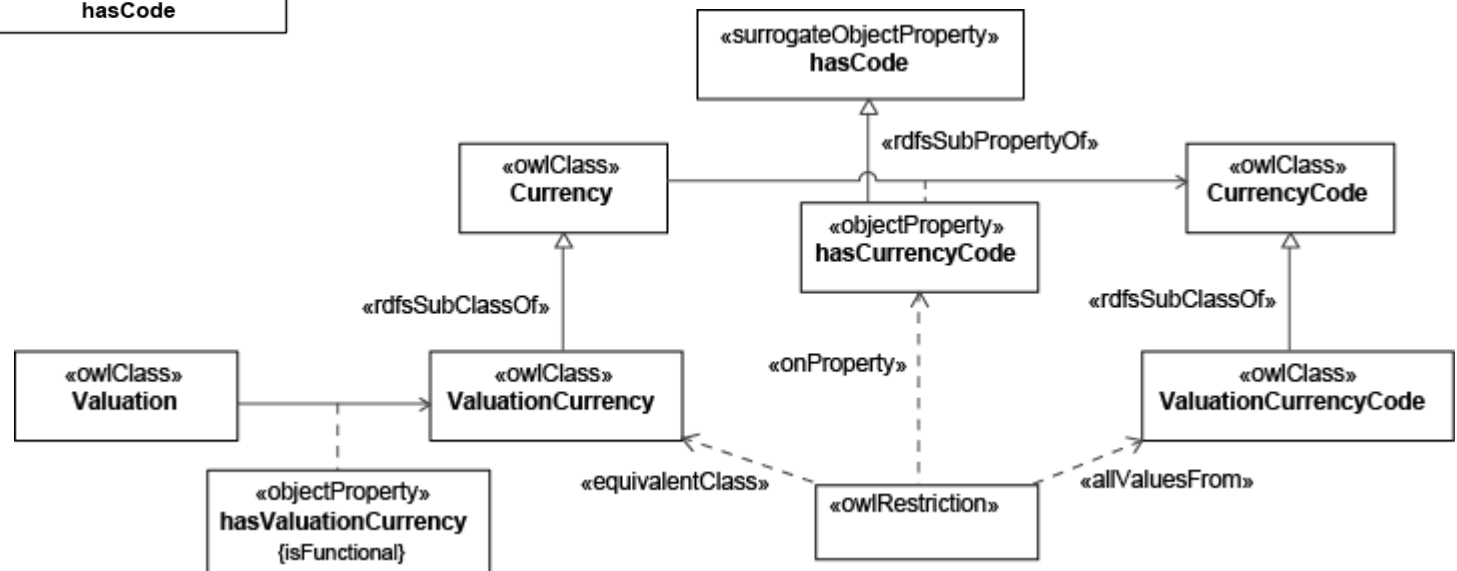 hasCode
«surrogateObjectProperty»
hasCode
«rdfsSubPropertyOf»
«owlClass»
Currency
«owlClass»
CurrencyCode
«objectProperty»
hasCurrencyCode
«rdfsSubClassOf»
«rdfsSubClassOf»
«owlClass»
Valuation
«owlClass»
ValuationCurrency
«onProperty»
«owlClass»
ValuationCurrencyCode
«equivalentClass»
«allValuesFrom»
«objectProperty»
hasValuationCurrency
{isFunctional}
«owlRestriction»